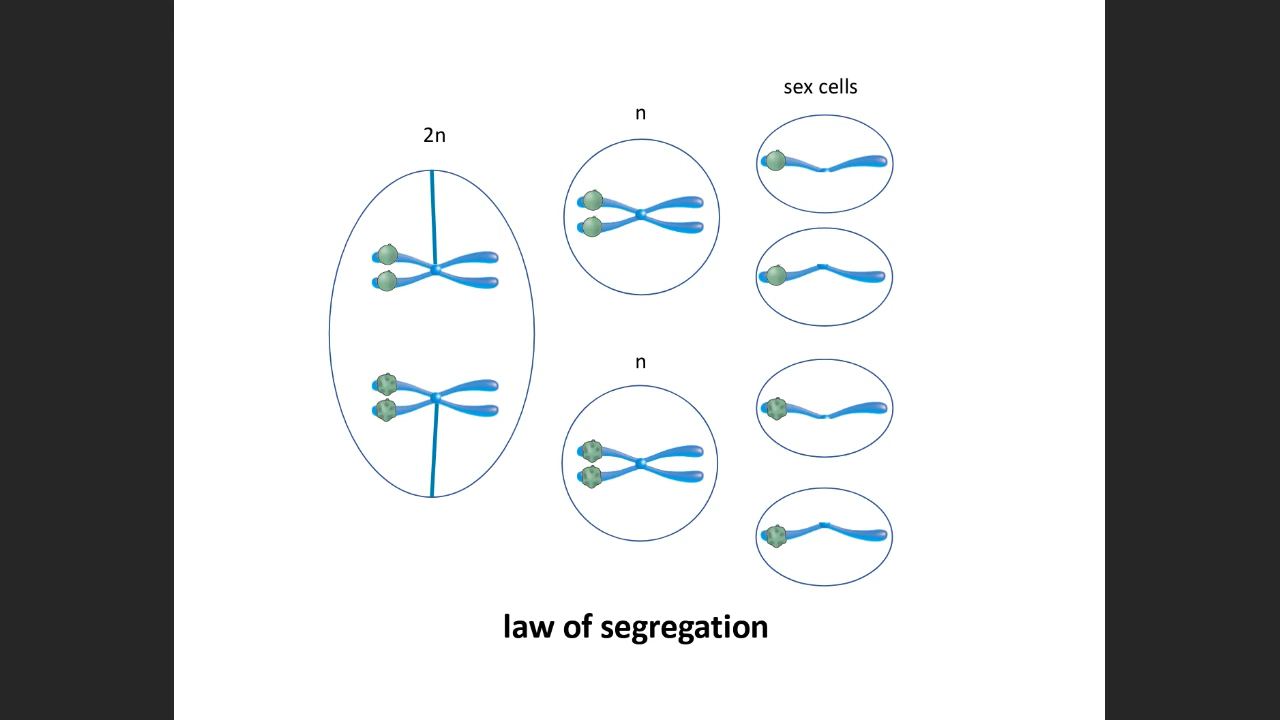 2n
n
n
sex cells
law of segregation